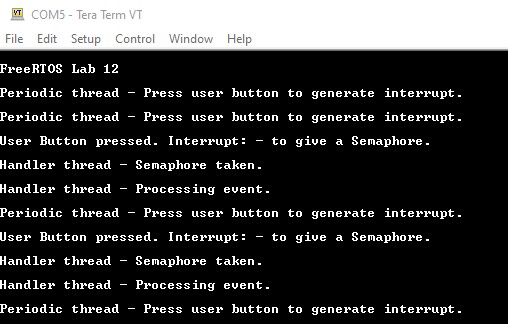 COM5 - Tera Term VT
File Edit Setup Control Window Help
FreeRTOS Lab 12
Periodic thread - Press user button to generate interrupt.
Periodic thread - Press user button to generate interrupt.
User Button pressed. Interrupt: - to give a Semaphore.
Handler thread - Semaphore taken.
Handler thread - Processing event.
Periodic thread - Press user button to generate interrupt.
User Button pressed. Interrupt: - to give a Semaphore.
Handler thread - Semaphore taken.
Handler thread - Processing event.
Periodic thread - Press user button to generate interrupt.